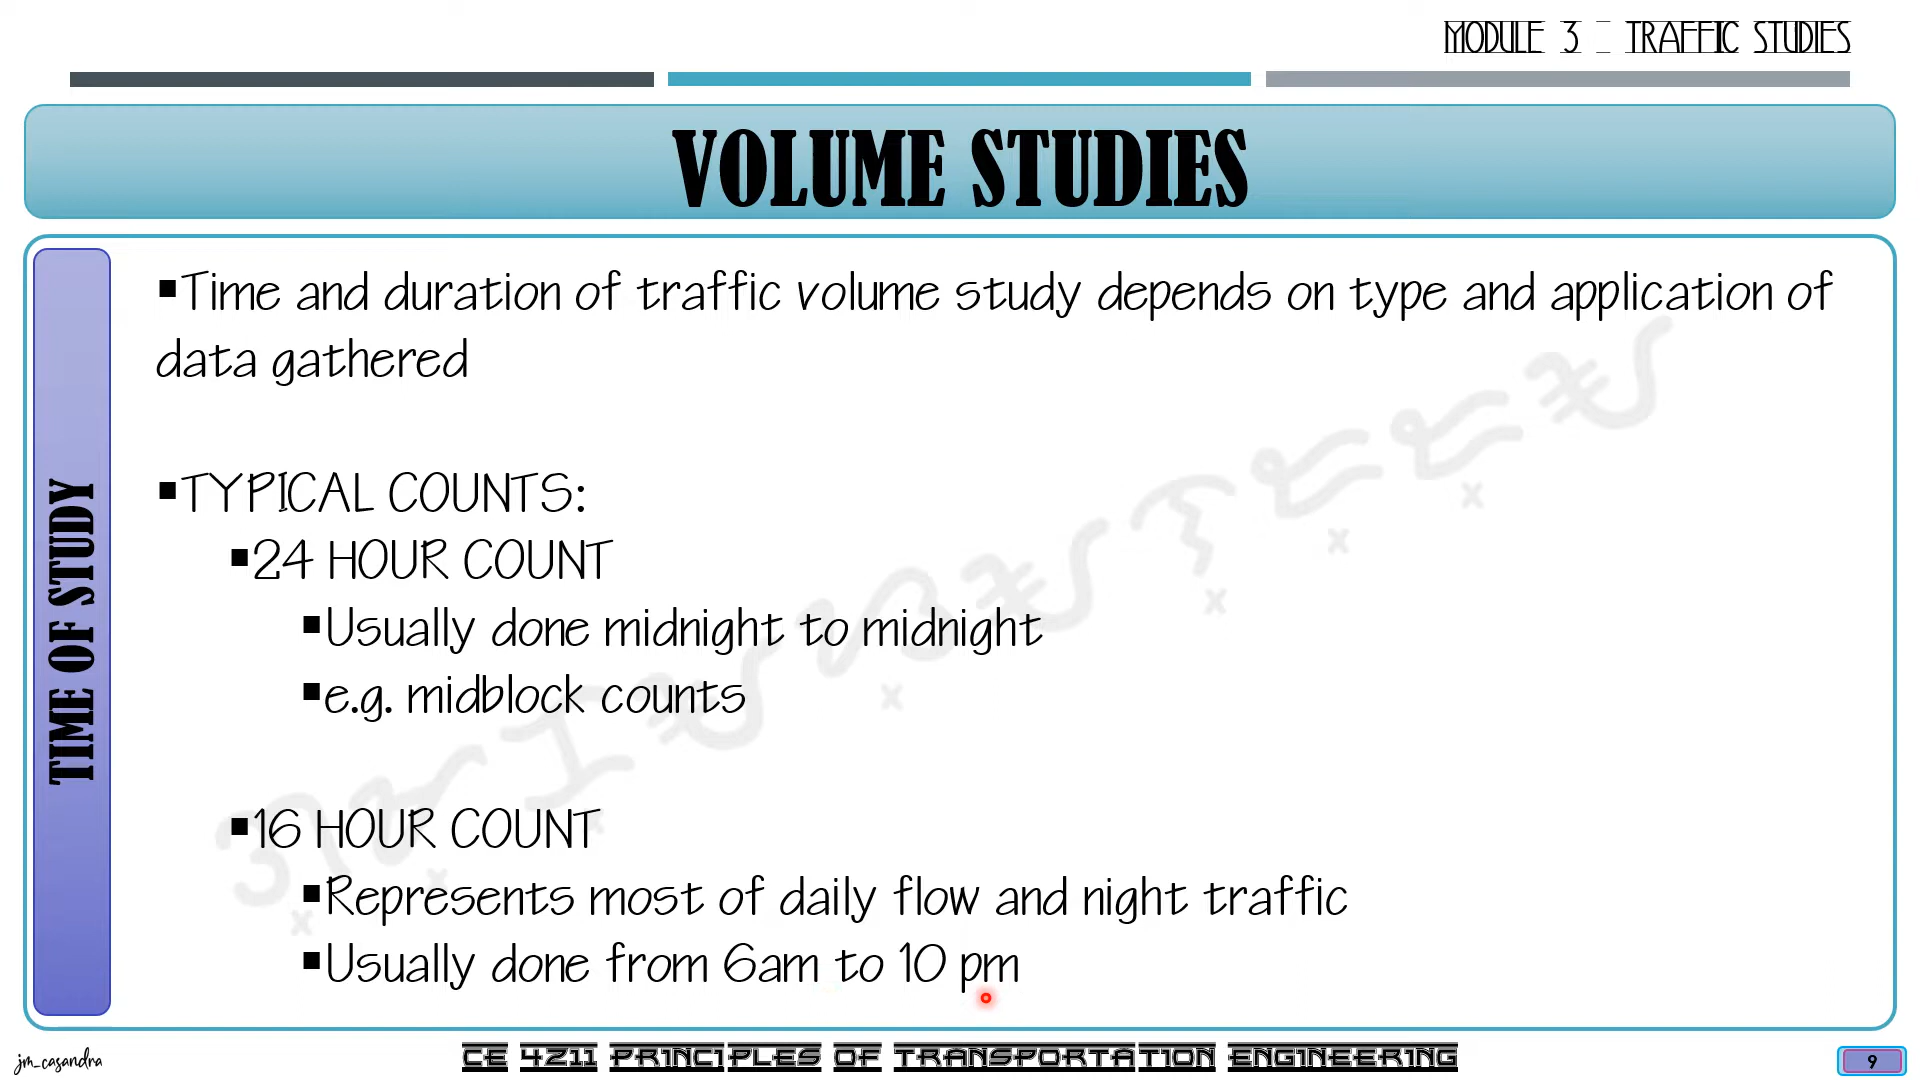 MODULE 3 – TRAFFIC STUDIES
VOLUME STUDIES
TIME OF STUDY
▪Time and duration of traffic volume study depends on type and application of
data gathered
▪TYPICAL COUNTS:
▪24 HOUR COUNT
▪Usually done midnight to midnight
▪e.g. midblock counts
▪16 HOUR COUNT
▪Represents most of daily flow and night traffic
▪Usually done from 6am to 10 pm
jm_casandra
CE 4211 PRINCIPLES OF TRANSPORTATION ENGINEERING
9